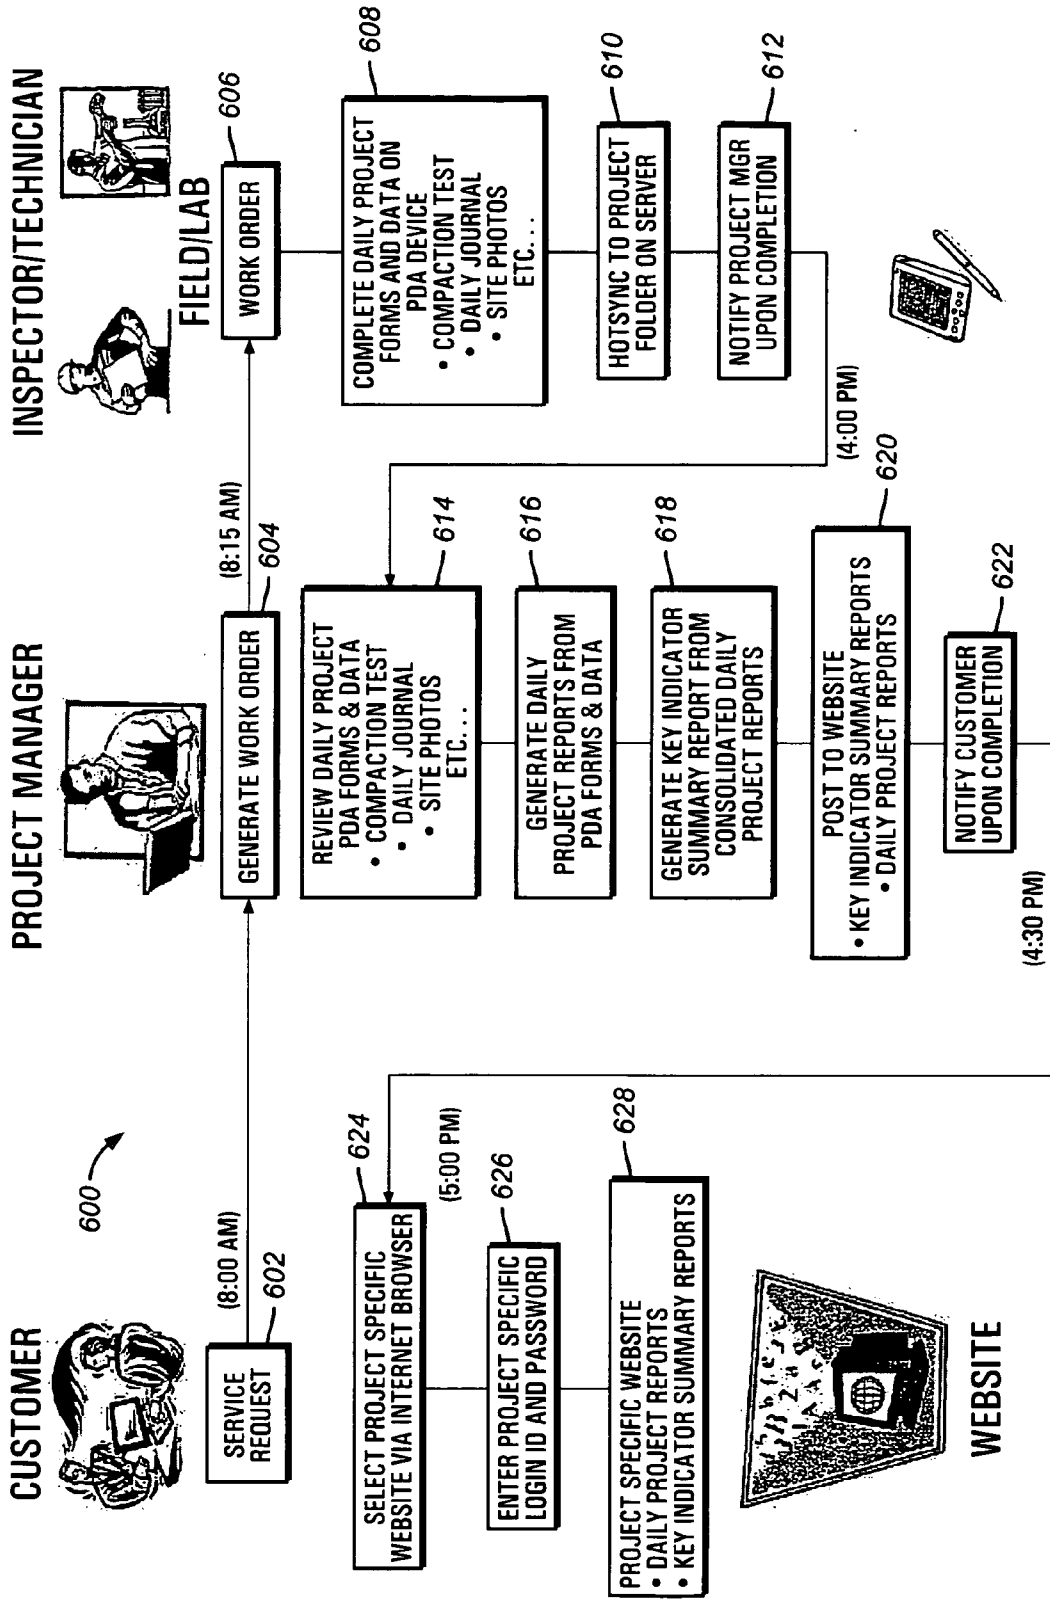 CUSTOMER
PROJECT MANAGER
INSPECTOR/TECHNICIAN
600
FIELD/LAB
SERVICE
REQUEST
602
(8:00 AM)
GENERATE WORK ORDER
604
(8:15 AM)
WORK ORDER
606
COMPLETE DAILY PROJECT
FORMS AND DATA ON
PDA DEVICE
• COMPACTION TEST
• DAILY JOURNAL
• SITE PHOTOS
ETC...
608
HOTSYNC TO PROJECT
FOLDER ON SERVER
610
NOTIFY PROJECT MGR
UPON COMPLETION
612
(4:00 PM)
REVIEW DAILY PROJECT
PDA FORMS & DATA
• COMPACTION TEST
• DAILY JOURNAL
• SITE PHOTOS
ETC...
614
GENERATE DAILY
PROJECT REPORTS FROM
PDA FORMS & DATA
616
GENERATE KEY INDICATOR
SUMMARY REPORT FROM
CONSOLIDATED DAILY
PROJECT REPORTS
618
POST TO WEBSITE
• KEY INDICATOR SUMMARY REPORTS
• DAILY PROJECT REPORTS
620
NOTIFY CUSTOMER
UPON COMPLETION
622
(4:30 PM)
SELECT PROJECT SPECIFIC
WEBSITE VIA INTERNET BROWSER
624
(5:00 PM)
ENTER PROJECT SPECIFIC
LOGIN ID AND PASSWORD
626
PROJECT SPECIFIC WEBSITE
• DAILY PROJECT REPORTS
• KEY INDICATOR SUMMARY REPORTS
628
WEBSITE